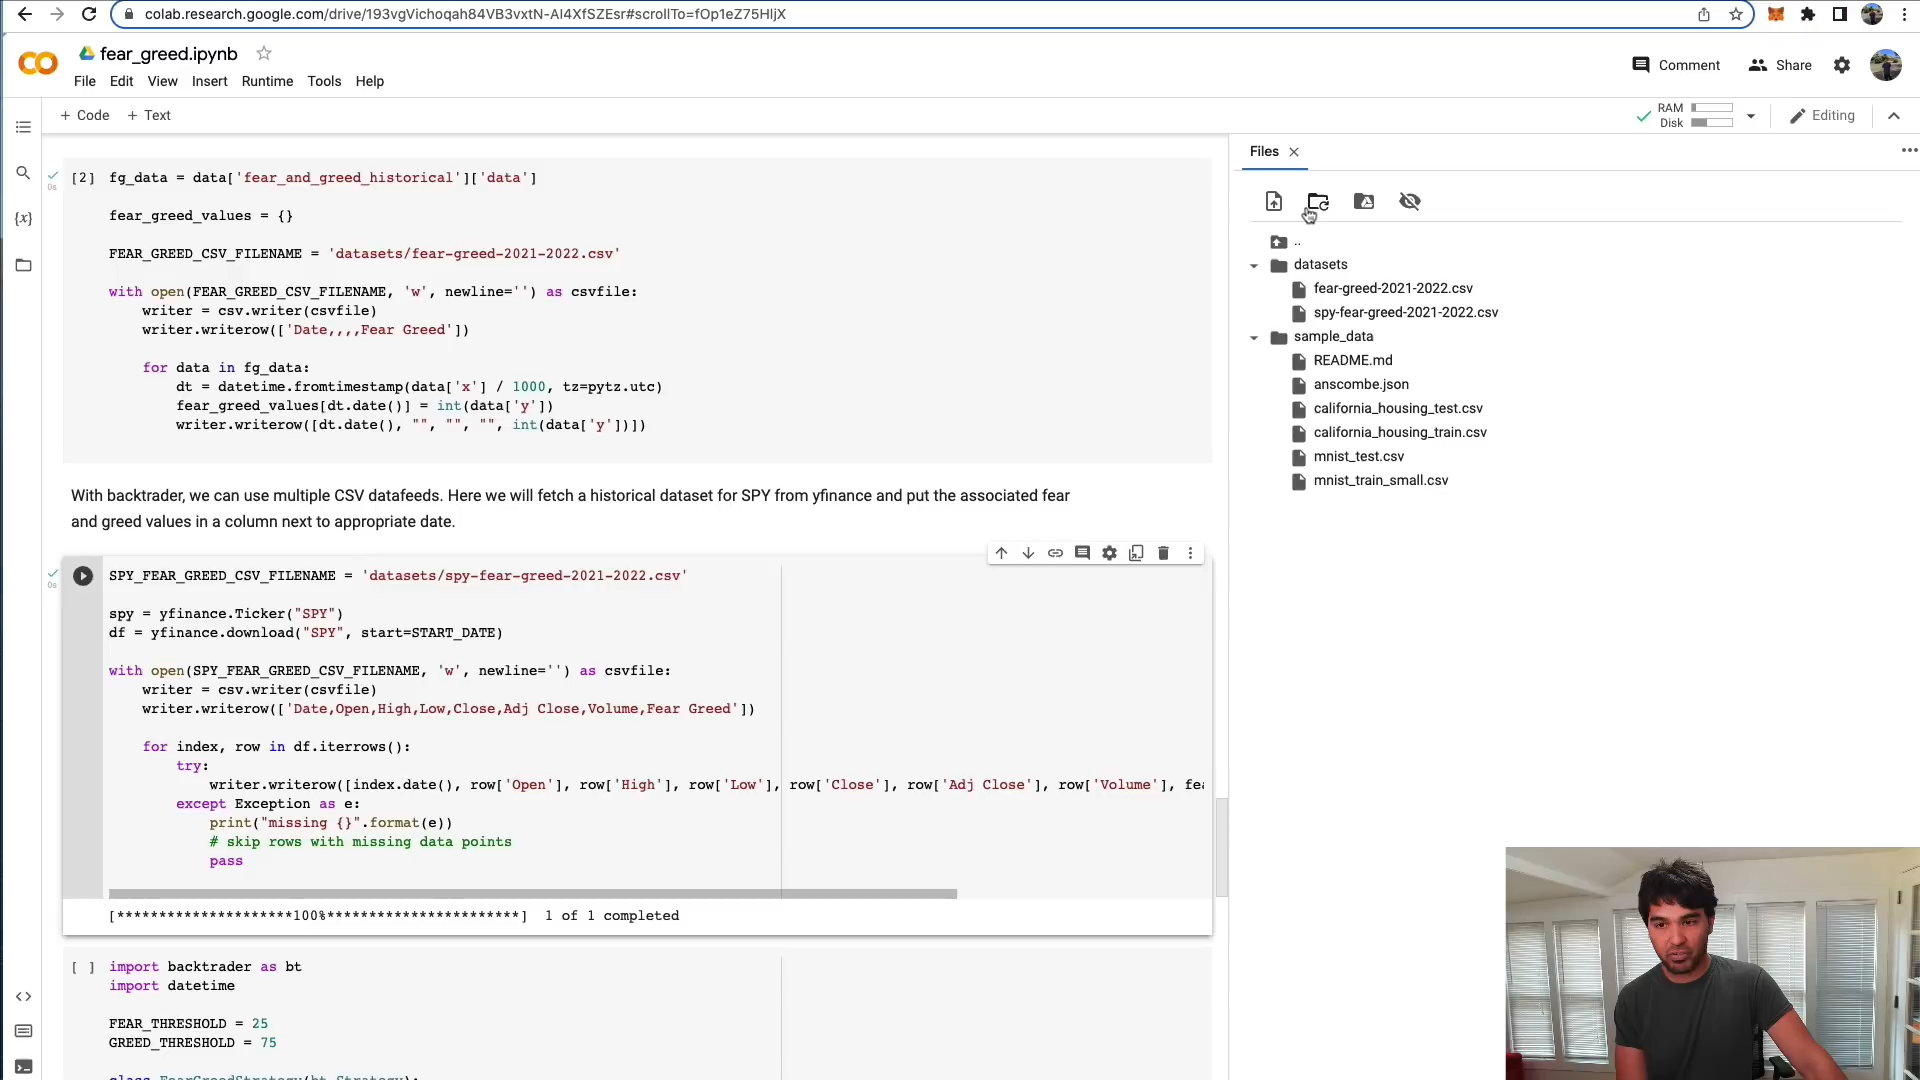 colab.research.google.com/drive/193vgVichoqah84VB3vxtN-AI4XfSZEsr#scrollTo=fOp1eZ75HljX
fear_greed.ipynb
File Edit View Insert Runtime Tools Help
Comment Share
+ Code + Text
RAM
Disk
Editing
[2] fg_data = data['fear_and_greed_historical']['data']
0s
fear_greed_values = {}
FEAR_GREED_CSV_FILENAME = 'datasets/fear-greed-2021-2022.csv'
with open(FEAR_GREED_CSV_FILENAME, 'w', newline='') as csvfile:
writer = csv.writer(csvfile)
writer.writerow(['Date,,,,Fear Greed'])
for data in fg_data:
dt = datetime.fromtimestamp(data['x'] / 1000, tz=pytz.utc)
fear_greed_values[dt.date()] = int(data['y'])
writer.writerow([dt.date(), "", "", "", int(data['y'])])
With backtrader, we can use multiple CSV datafeeds. Here we will fetch a historical dataset for SPY from yfinance and put the associated fear
and greed values in a column next to appropriate date.
SPY_FEAR_GREED_CSV_FILENAME = 'datasets/spy-fear-greed-2021-2022.csv'
0s
spy = yfinance.Ticker("SPY")
df = yfinance.download("SPY", start=START_DATE)
with open(SPY_FEAR_GREED_CSV_FILENAME, 'w', newline='') as csvfile:
writer = csv.writer(csvfile)
writer.writerow(['Date,Open,High,Low,Close,Adj Close,Volume,Fear Greed'])
for index, row in df.iterrows():
try:
writer.writerow([index.date(), row['Open'], row['High'], row['Low'], row['Close'], row['Adj Close'], row['Volume'], fea
except Exception as e:
print("missing {}".format(e))
# skip rows with missing data points
pass
[*********************100%***********************] 1 of 1 completed
[ ] import backtrader as bt
import datetime
FEAR_THRESHOLD = 25
GREED_THRESHOLD = 75
class FearGreedStrategy(bt.Strategy):
Files
..
datasets
fear-greed-2021-2022.csv
spy-fear-greed-2021-2022.csv
sample_data
README.md
anscombe.json
california_housing_test.csv
california_housing_train.csv
mnist_test.csv
mnist_train_small.csv